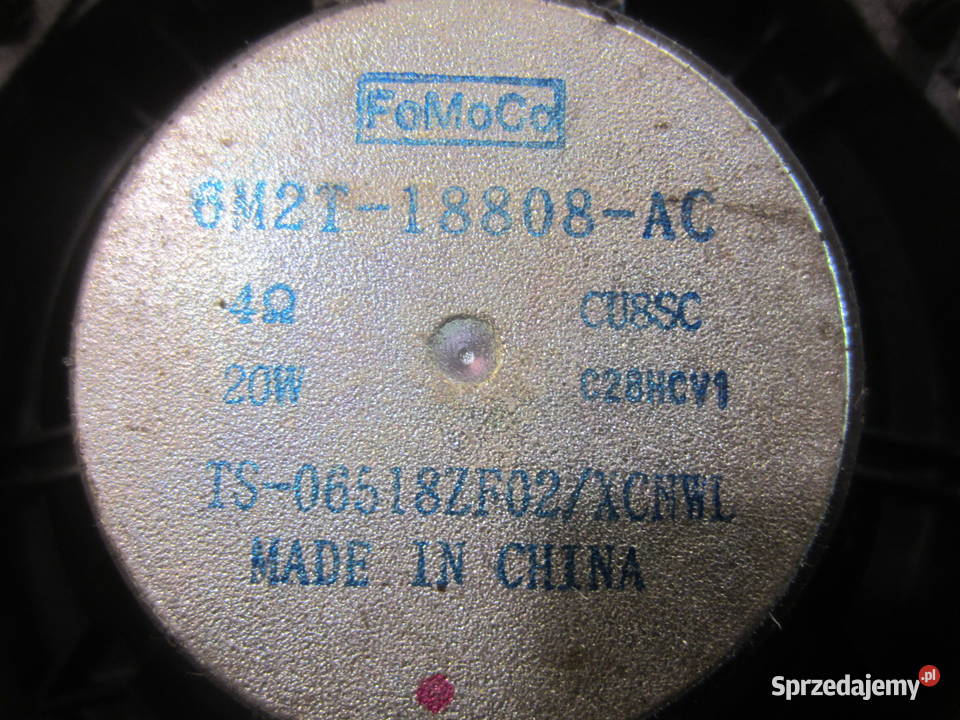 FoMoCo
6M2T-18808-AC
4Ω CU8SC
20W C28HCV1
TS-06518ZF02/XCNWL
MADE IN CHINA
Sprzedajemy.pl